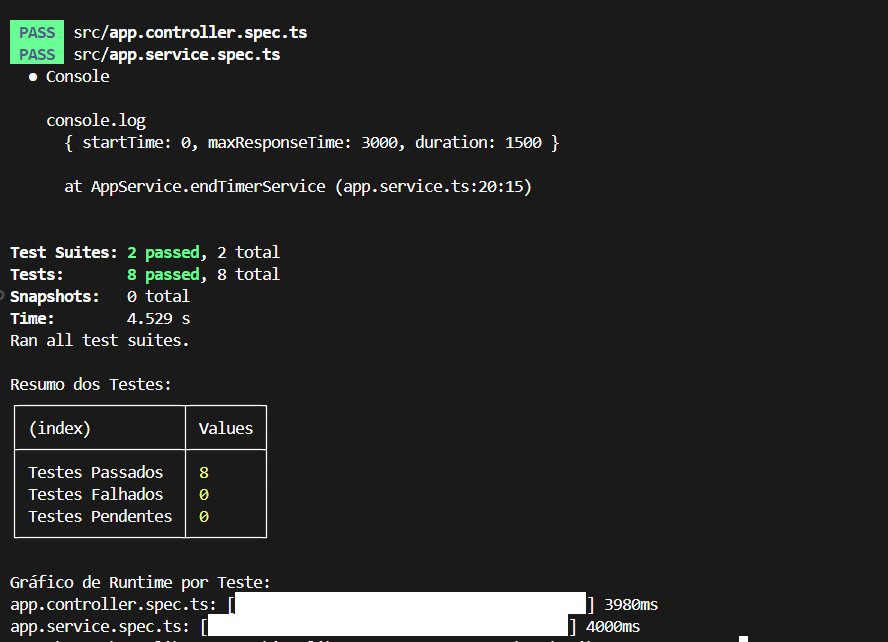 PASS src/app.controller.spec.ts
PASS src/app.service.spec.ts
● Console
console.log
{ startTime: 0, maxResponseTime: 3000, duration: 1500 }
at AppService.endTimerService (app.service.ts:20:15)
Test Suites: 2 passed, 2 total
Tests: 8 passed, 8 total
Snapshots: 0 total
Time: 4.529 s
Ran all test suites.
Resumo dos Testes:
(index) Values
Testes Passados 8
Testes Falhados 0
Testes Pendentes 0
Gráfico de Runtime por Teste:
app.controller.spec.ts: [ ] 3980ms
app.service.spec.ts: [ ] 4000ms